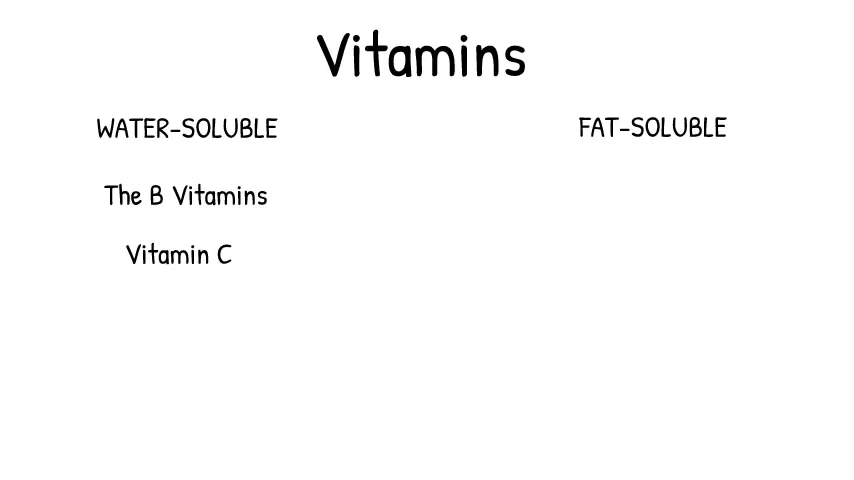 Vitamins
WATER-SOLUBLE
FAT-SOLUBLE
The B Vitamins
Vitamin C